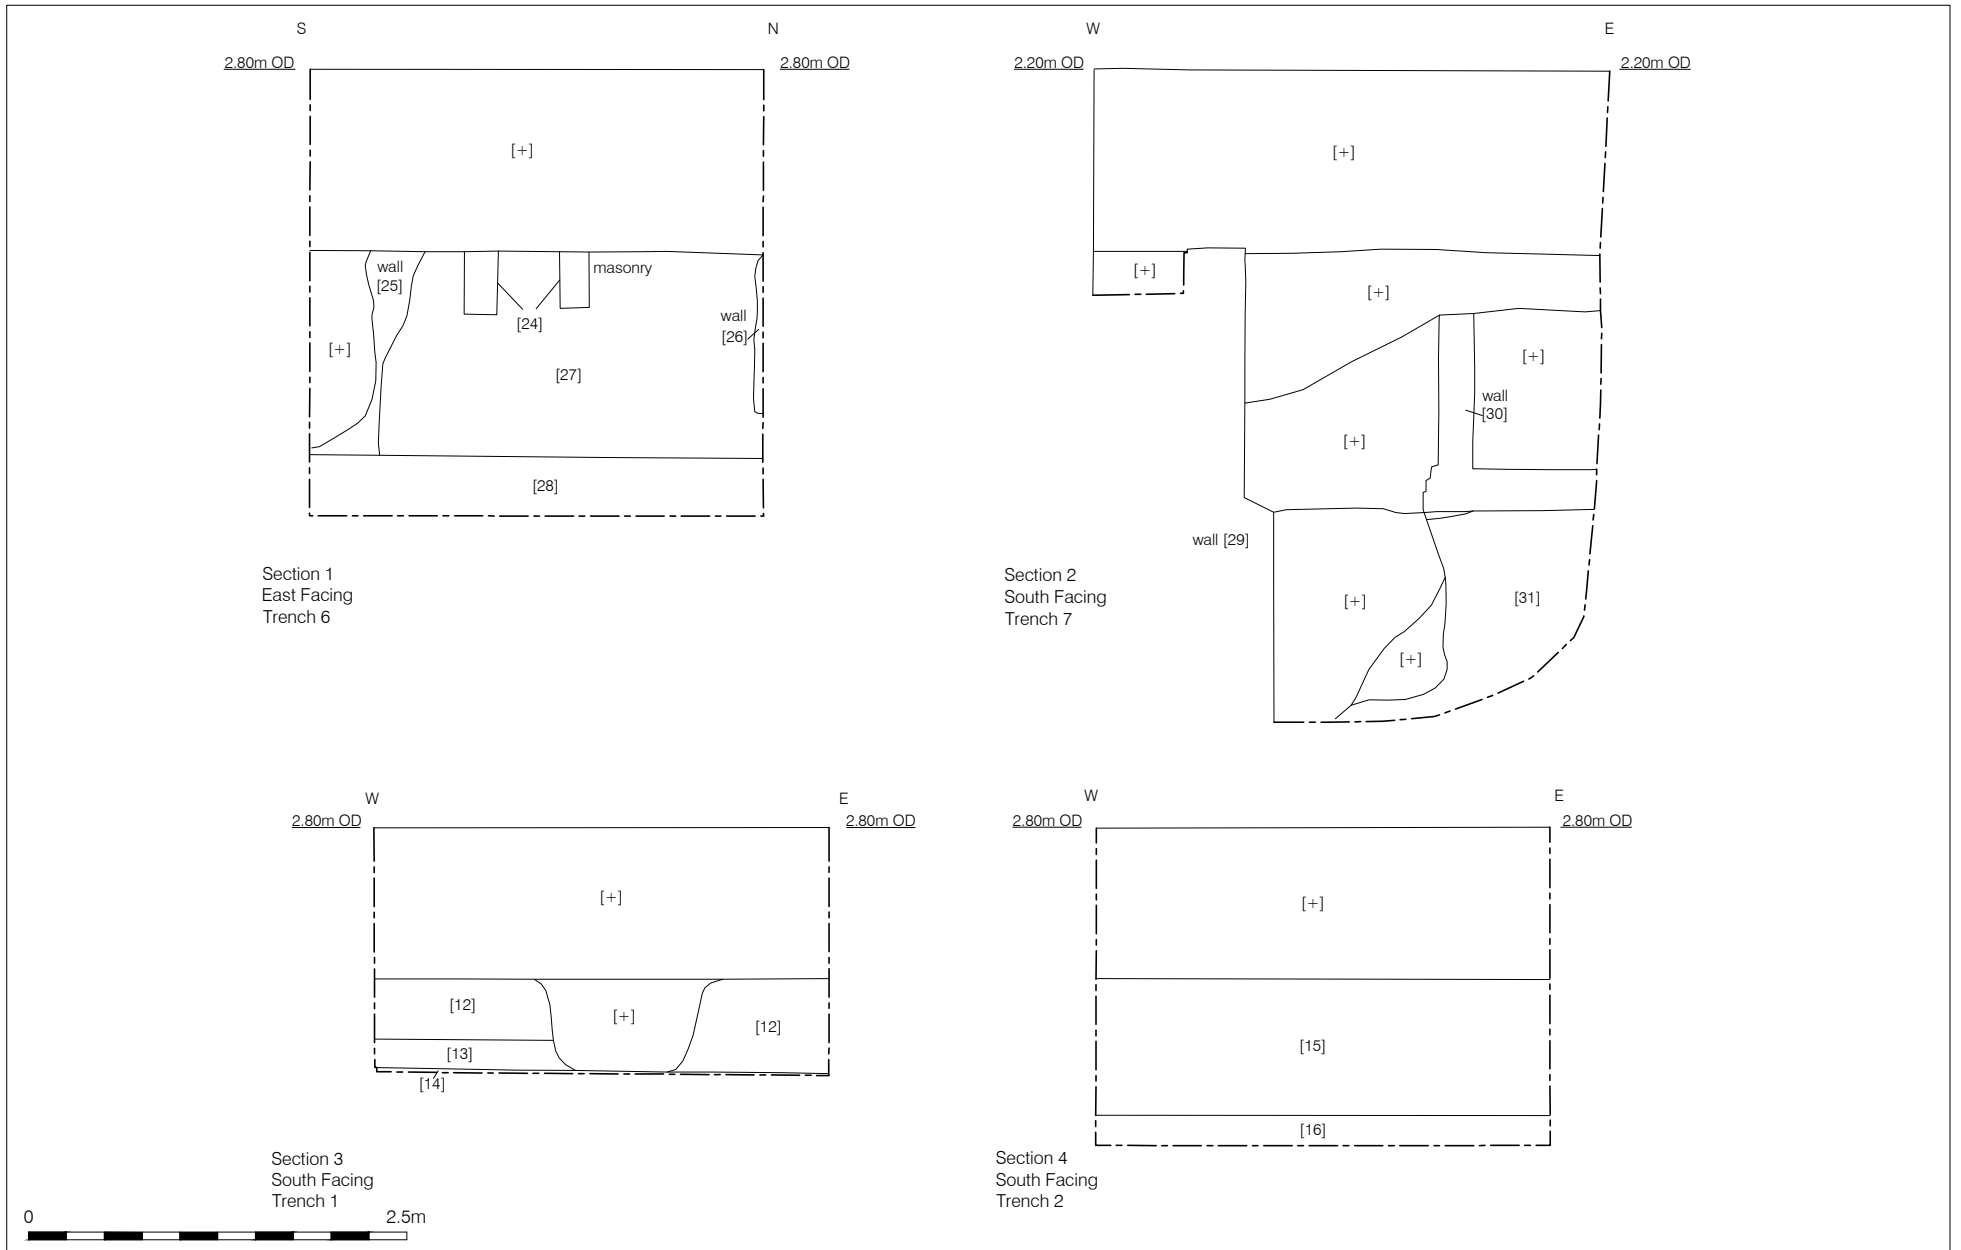 S
N
2.80m OD
2.80m OD
[+]
wall
[25]
masonry
[24]
wall
[26]
[+]
[27]
[28]
Section 1
East Facing
Trench 6
W
E
2.20m OD
2.20m OD
[+]
[+]
[+]
[+]
wall
[30]
[+]
wall [29]
[+]
[31]
[+]
Section 2
South Facing
Trench 7
W
E
2.80m OD
2.80m OD
[+]
[12]
[+]
[12]
[13]
[14]
Section 3
South Facing
Trench 1
W
E
2.80m OD
2.80m OD
[+]
[15]
[16]
Section 4
South Facing
Trench 2
0
2.5m